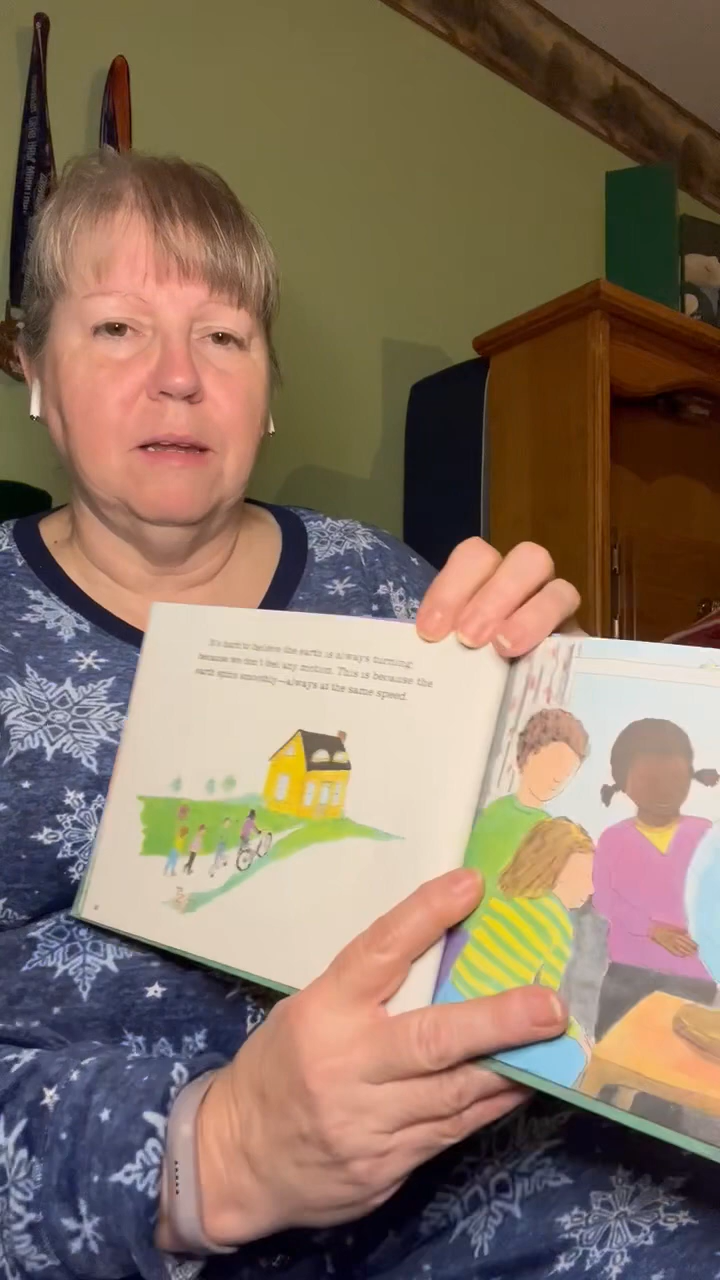 It's hard to believe the earth is always turning,
because we don't feel any motion. This is because the
earth spins smoothly—always at the same speed.